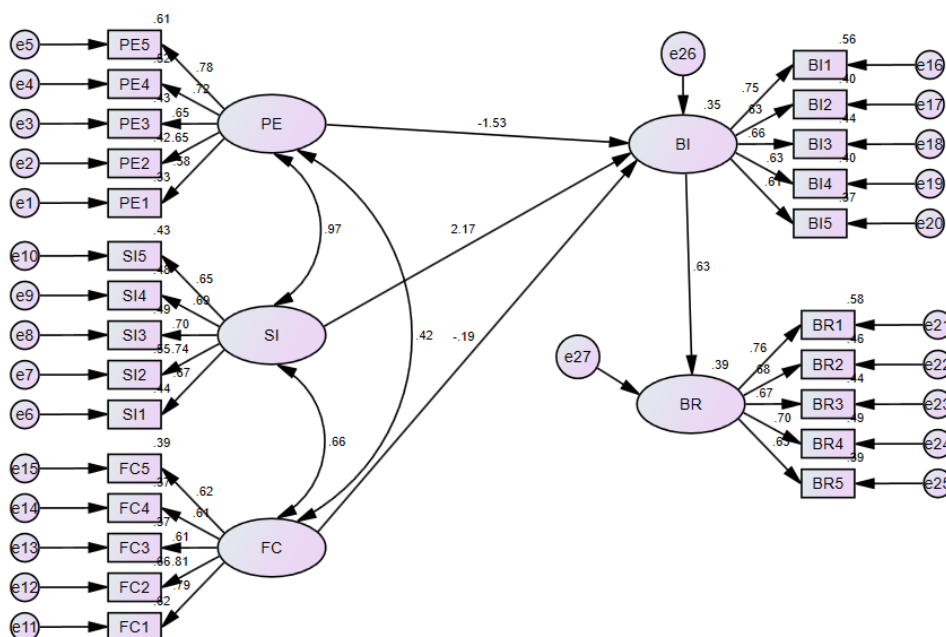 .61
e5 PE5
.52 .78
e4 PE4
.43 .72
e3 PE3 .65 PE
.42 .65
e2 PE2
.33 .58
e1 PE1
.43
e10 SI5
.48 .65
e9 SI4
.49 .69
e8 SI3 .70 SI
.55 .74
e7 SI2
.44 .67
e6 SI1
.39
e15 FC5
.37 .62
e14 FC4
.37 .61
e13 FC3 .61 FC
.66 .81
e12 FC2
.62 .79
e11 FC1
-1.53
.97
2.17
.42
-.19
.66
e26
.35
BI
.56
.75 BI1 e16
.40
.63 BI2 e17
.44
.66 BI3 e18
.40
.63 BI4 e19
.37
.61 BI5 e20
.63
e27
.39
BR
.58
.76 BR1 e21
.46
.68 BR2 e22
.44
.67 BR3 e23
.49
.70 BR4 e24
.39
BR5 e25